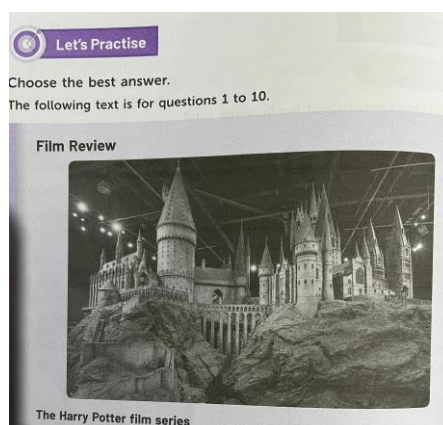 Let's Practise
Choose the best answer.
The following text is for questions 1 to 10.
Film Review
The Harry Potter film series